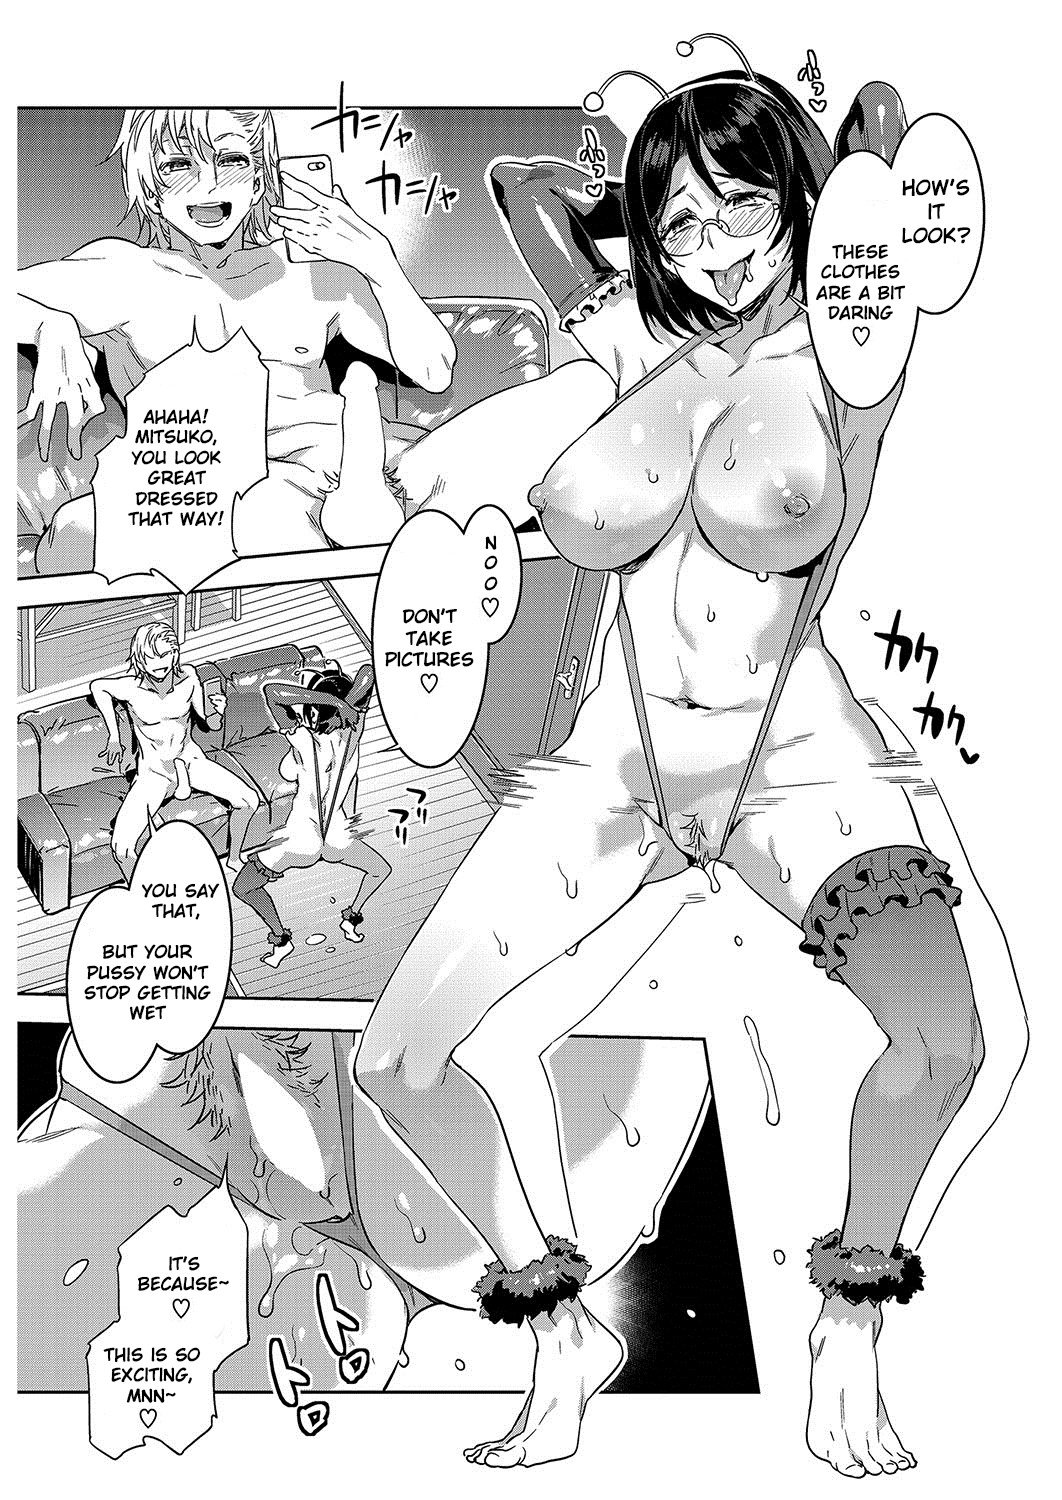 HOW'S
IT
LOOK?
THESE
CLOTHES
ARE A BIT
DARING
♡
カシャ
カシャ
AHAHA!
MITSUKO,
YOU LOOK
GREAT
DRESSED
THAT WAY!
NOO♡
DON'T
TAKE
PICTURES
♡
カク
カク♡
YOU SAY
THAT,
BUT YOUR
PUSSY WON'T
STOP GETTING
WET
IT'S
BECAUSE~
♡
THIS IS SO
EXCITING,
MNN~
♡
トロ
トロ